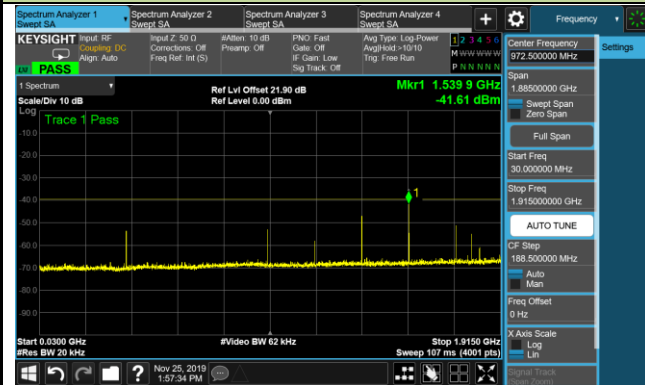 Spectrum Analyzer 1
Swept SA
Spectrum Analyzer 2
Swept SA
Spectrum Analyzer 3
Swept SA
Spectrum Analyzer 4
Swept SA
+
Frequency
KEYSIGHT
Input: RF
Coupling: DC
Align: Auto
Input Z: 50 Ω
Corrections: Off
Freq Ref: Int (S)
#Atten: 10 dB
Preamp: Off
PNO: Fast
Gate: Off
IF Gain: Low
Sig Track: Off
Avg Type: Log-Power
Avg|Hold:>10/10
Trig: Free Run
1 2 3 4 5 6
M W W W W W
P N N N N N
PASS
1 Spectrum
Scale/Div 10 dB
Ref Lvl Offset 21.90 dB
Ref Level 0.00 dBm
Mkr1 1.539 9 GHz
-41.61 dBm
Log
Trace 1 Pass
1
-10.0
-20.0
-30.0
-40.0
-50.0
-60.0
-70.0
-80.0
-90.0
Start 0.0300 GHz
#Res BW 20 kHz
#Video BW 62 kHz
Stop 1.9150 GHz
Sweep 107 ms (4001 pts)
Center Frequency
972.500000 MHz
Settings
Span
1.88500000 GHz
Swept Span
Zero Span
Full Span
Start Freq
30.000000 MHz
Stop Freq
1.915000000 GHz
AUTO TUNE
CF Step
188.500000 MHz
Auto
Man
Freq Offset
0 Hz
X Axis Scale
Log
Lin
Signal Track
(Span Zoom)
?
Nov 25, 2019
1:57:34 PM